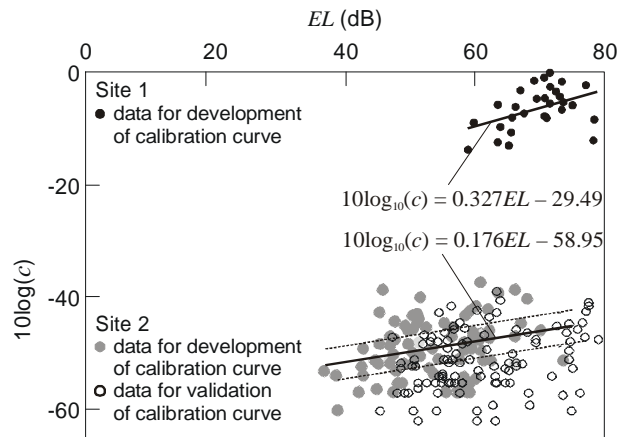 EL (dB)
0 20 40 60 80
0
Site 1
data for development
of calibration curve
-20
10log₁₀(c) = 0.327EL – 29.49
10log₁₀(c) = 0.176EL – 58.95
10log(c)
-40
Site 2
data for development
of calibration curve
data for validation
of calibration curve
-60